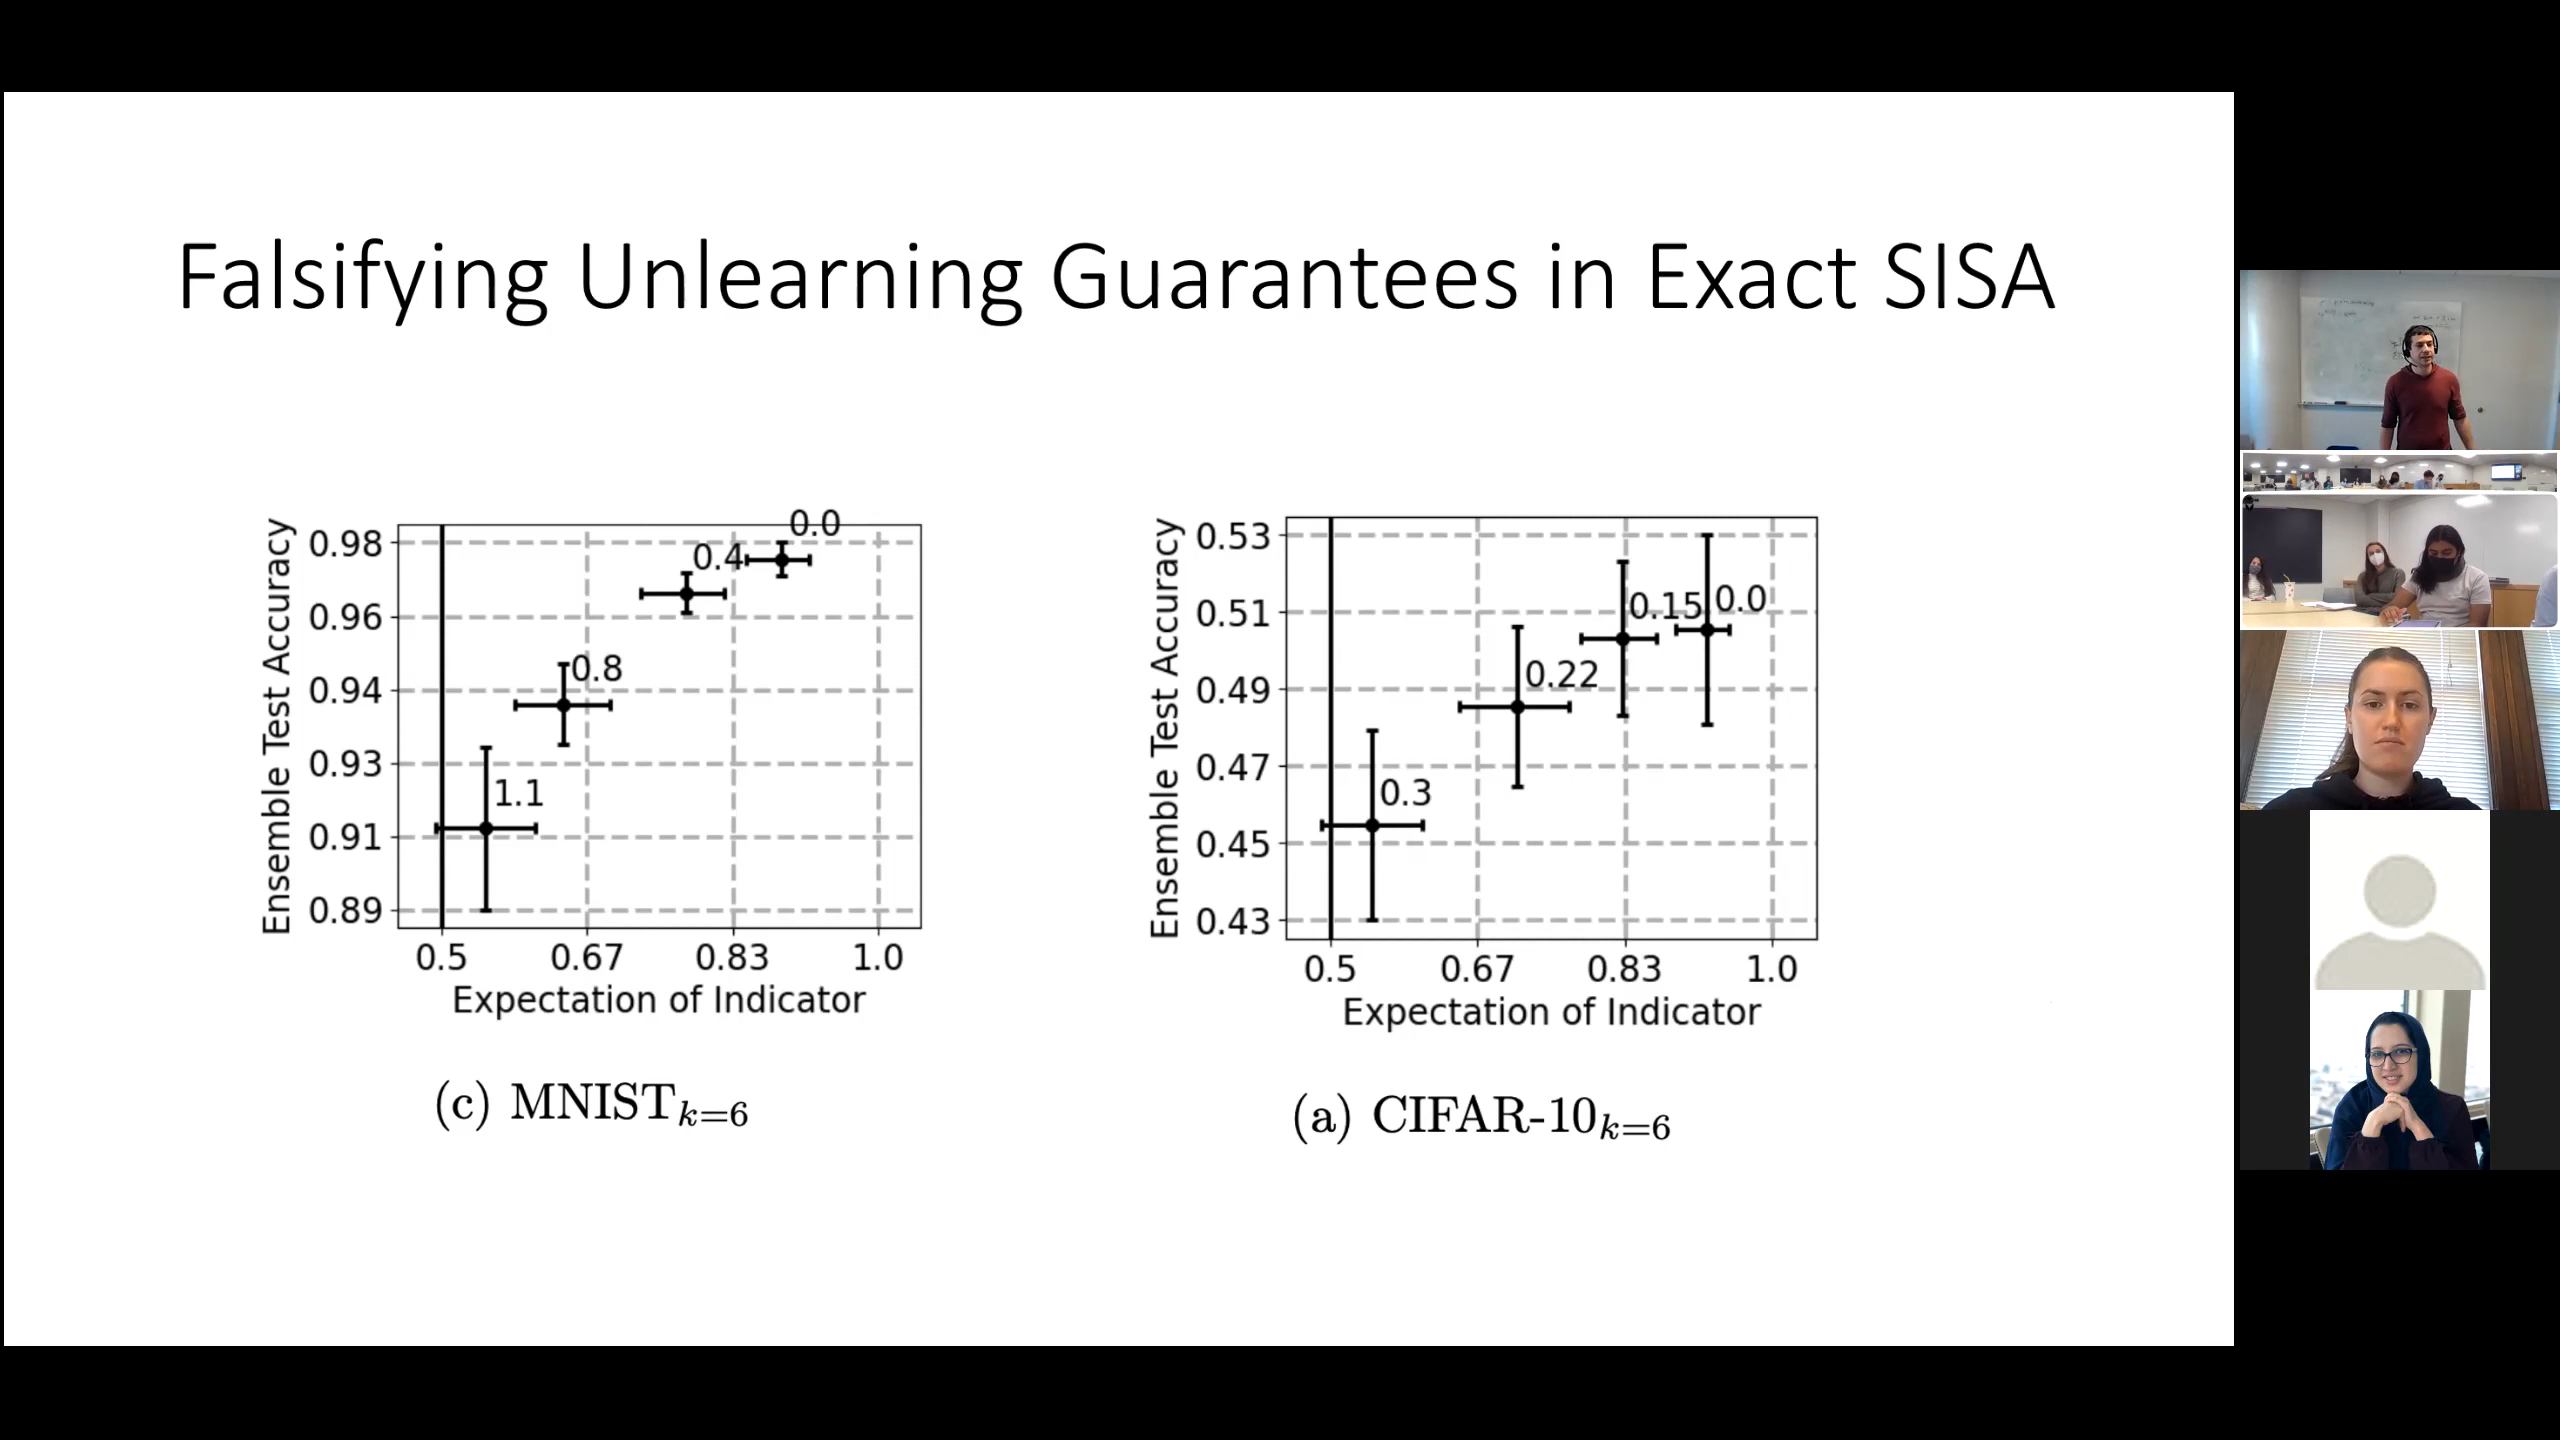 Falsifying Unlearning Guarantees in Exact SISA
Ensemble Test Accuracy
0.98
0.96
0.94
0.93
0.91
0.89
0.0
0.4
0.8
1.1
0.5 0.67 0.83 1.0
Expectation of Indicator
(c) MNIST k=6
Ensemble Test Accuracy
0.53
0.51
0.49
0.47
0.45
0.43
0.15 0.0
0.22
0.3
0.5 0.67 0.83 1.0
Expectation of Indicator
(a) CIFAR-10 k=6